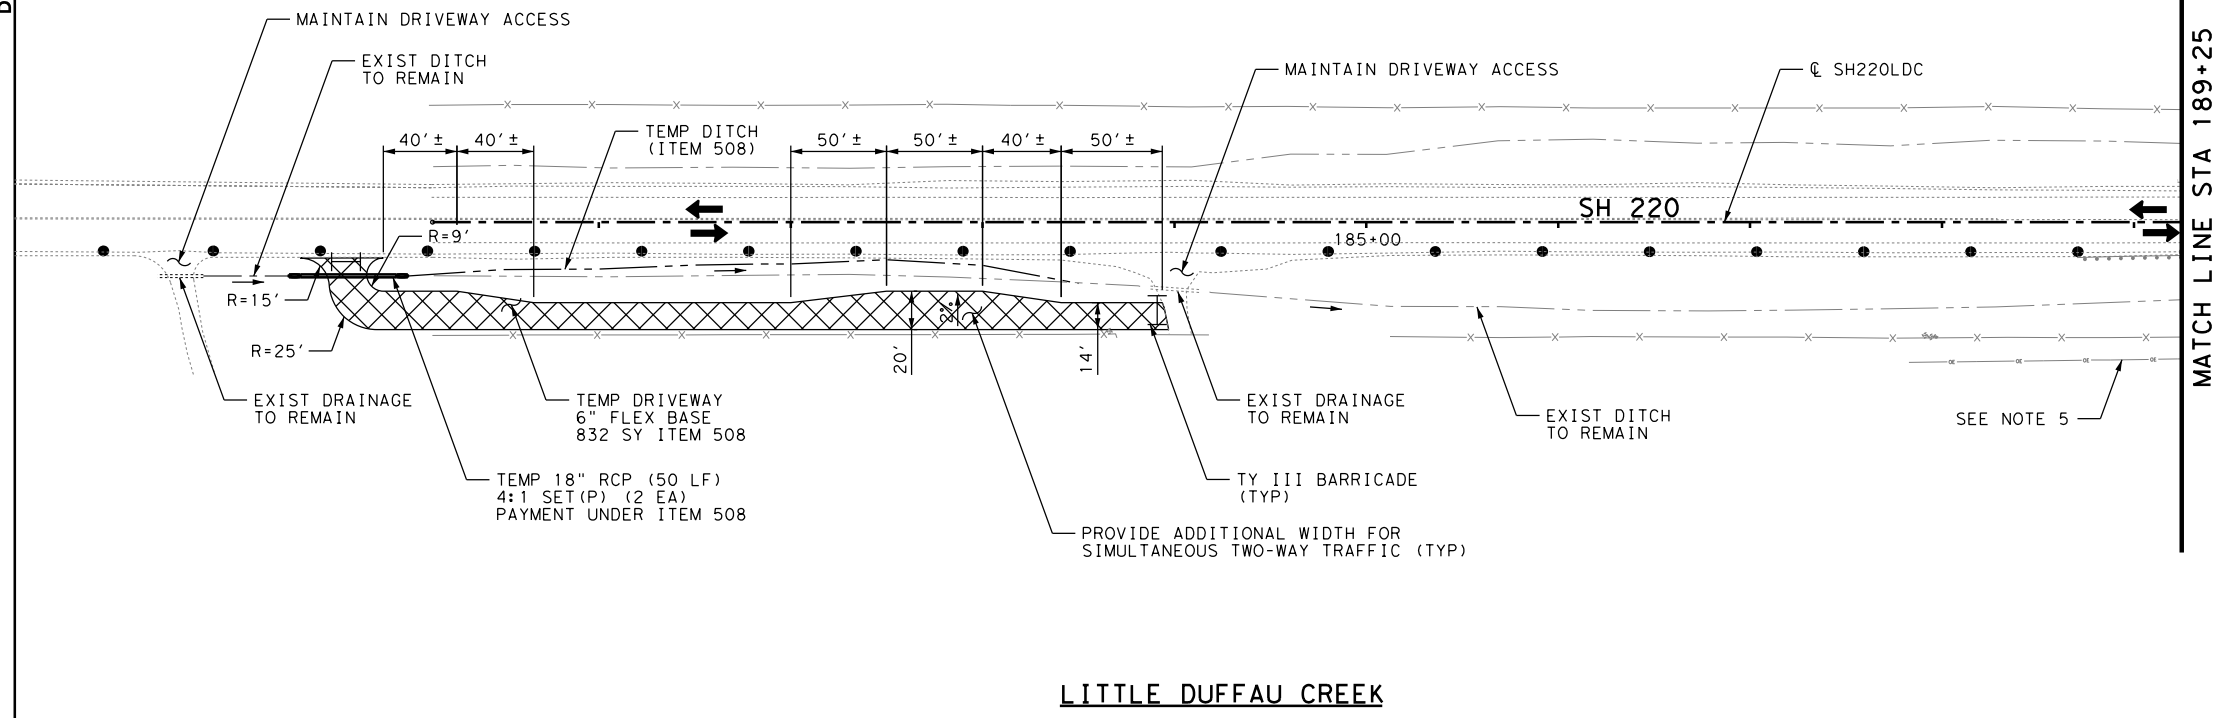 D
MAINTAIN DRIVEWAY ACCESS
EXIST DITCH
TO REMAIN
MAINTAIN DRIVEWAY ACCESS
℄ SH220LDC
40'± 40'±
TEMP DITCH
(ITEM 508)
50'± 50'± 40'± 50'±
SH 220
R=9'
185+00
R=15'
2%
R=25'
20'
14'
EXIST DRAINAGE
TO REMAIN
TEMP DRIVEWAY
6" FLEX BASE
832 SY ITEM 508
EXIST DRAINAGE
TO REMAIN
EXIST DITCH
TO REMAIN
SEE NOTE 5
TEMP 18" RCP (50 LF)
4:1 SET(P) (2 EA)
PAYMENT UNDER ITEM 508
TY III BARRICADE
(TYP)
PROVIDE ADDITIONAL WIDTH FOR
SIMULTANEOUS TWO-WAY TRAFFIC (TYP)
MATCH LINE STA 189+25
LITTLE DUFFAU CREEK